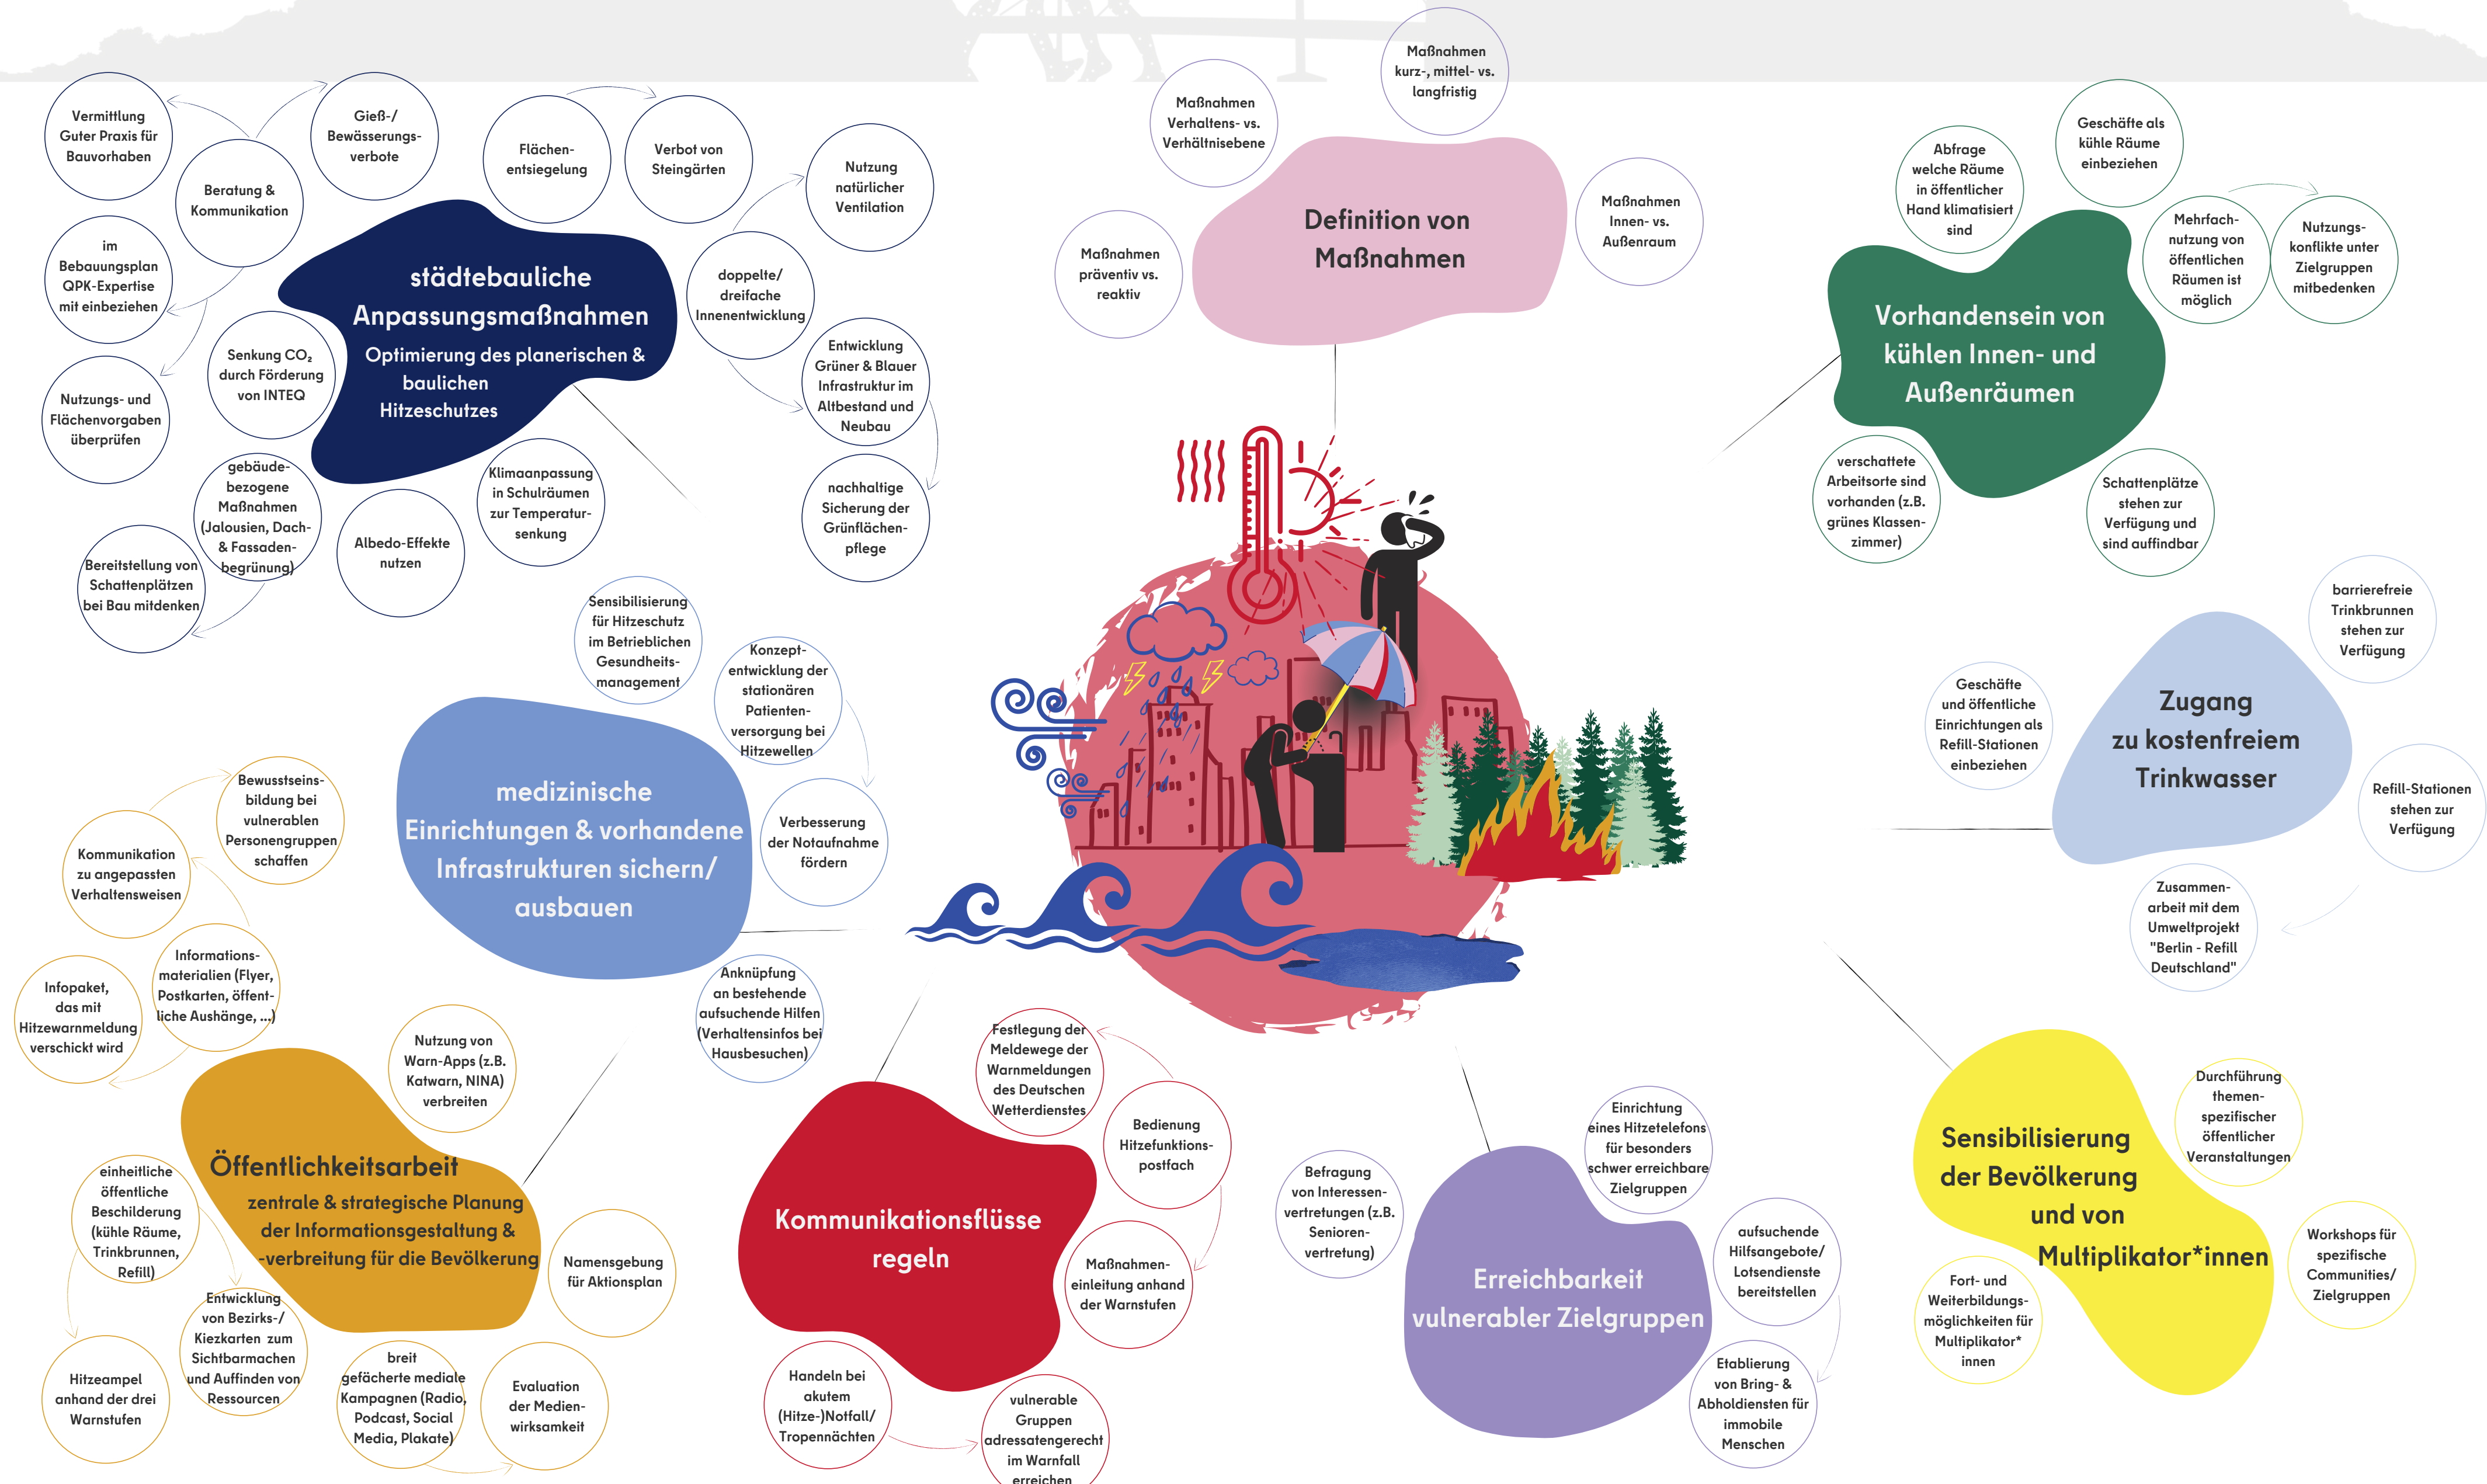 Vermittlung
Guter Praxis für
Bauvorhaben
Gieß-/
Bewässerungs-
verbote
Beratung &
Kommunikation
im
Bebauungsplan
QPK-Expertise
mit einbeziehen
Nutzungs- und
Flächenvorgaben
überprüfen
Senkung CO₂
durch Förderung
von INTEQ
Flächen-
entsiegelung
Verbot von
Steingärten
Nutzung
natürlicher
Ventilation
doppelte/
dreifache
Innenentwicklung
Entwicklung
Grüner & Blauer
Infrastruktur im
Altbestand und
Neubau
nachhaltige
Sicherung der
Grünflächen-
pflege
städtebauliche
Anpassungsmaßnahmen
Optimierung des planerischen &
baulichen
Hitzeschutzes
gebäude-
bezogene
Maßnahmen
(Jalousien, Dach-
& Fassaden-
begrünung)
Bereitstellung von
Schattenplätzen
bei Bau mitdenken
Albedo-Effekte
nutzen
Klimaanpassung
in Schulräumen
zur Temperatur-
senkung
Maßnahmen
kurz-, mittel- vs.
langfristig
Maßnahmen
Verhaltens- vs.
Verhältnisebene
Maßnahmen
präventiv vs.
reaktiv
Maßnahmen
Innen- vs.
Außenraum
Definition von
Maßnahmen
Abfrage
welche Räume
in öffentlicher
Hand klimatisiert
sind
Geschäfte als
kühle Räume
einbeziehen
Mehrfach-
nutzung von
öffentlichen
Räumen ist
möglich
Nutzungs-
konflikte unter
Zielgruppen
mitbedenken
Vorhandensein von
kühlen Innen- und
Außenräumen
verschattete
Arbeitsorte sind
vorhanden (z.B.
grünes Klassen-
zimmer)
Schattenplätze
stehen zur
Verfügung und
sind auffindbar
Sensibilisierung
für Hitzeschutz
im Betrieblichen
Gesundheits-
management
Konzept-
entwicklung der
stationären
Patienten-
versorgung bei
Hitzewellen
Verbesserung
der Notaufnahme
fördern
medizinische
Einrichtungen & vorhandene
Infrastrukturen sichern/
ausbauen
Anknüpfung
an bestehende
aufsuchende Hilfen
(Verhaltensinfos bei
Hausbesuchen)
barrierefreie
Trinkbrunnen
stehen zur
Verfügung
Geschäfte
und öffentliche
Einrichtungen als
Refill-Stationen
einbeziehen
Zugang
zu kostenfreiem
Trinkwasser
Refill-Stationen
stehen zur
Verfügung
Zusammen-
arbeit mit dem
Umweltprojekt
"Berlin - Refill
Deutschland"
Bewusstseins-
bildung bei
vulnerablen
Personengruppen
schaffen
Kommunikation
zu angepassten
Verhaltensweisen
Informations-
materialien (Flyer,
Postkarten, öffent-
liche Aushänge, ...)
Infopaket,
das mit
Hitzewarnmeldung
verschickt wird
Nutzung von
Warn-Apps (z.B.
Katwarn, NINA)
verbreiten
Öffentlichkeitsarbeit
zentrale & strategische Planung
der Informationsgestaltung &
-verbreitung für die Bevölkerung
einheitliche
öffentliche
Beschilderung
(kühle Räume,
Trinkbrunnen,
Refill)
Namensgebung
für Aktionsplan
Entwicklung
von Bezirks-/
Kiezkarten zum
Sichtbarmachen
und Auffinden von
Ressourcen
Hitzeampel
anhand der drei
Warnstufen
breit
gefächerte mediale
Kampagnen (Radio,
Podcast, Social
Media, Plakate)
Evaluation
der Medien-
wirksamkeit
Festlegung der
Meldewege der
Warnmeldungen
des Deutschen
Wetterdienstes
Bedienung
Hitzefunktions-
postfach
Maßnahmen-
einleitung anhand
der Warnstufen
Kommunikationsflüsse
regeln
Handeln bei
akutem
(Hitze-)Notfall/
Tropennächten
vulnerable
Gruppen
adressatengerecht
im Warnfall
erreichen
Einrichtung
eines Hitzetelefons
für besonders
schwer erreichbare
Zielgruppen
Befragung
von Interessen-
vertretungen (z.B.
Senioren-
vertretung)
aufsuchende
Hilfsangebote/
Lotsendienste
bereitstellen
Erreichbarkeit
vulnerabler Zielgruppen
Etablierung
von Bring- &
Abholdiensten für
immobile
Menschen
Sensibilisierung
der Bevölkerung
und von
Multiplikator*innen
Durchführung
themen-
spezifischer
öffentlicher
Veranstaltungen
Workshops für
spezifische
Communities/
Zielgruppen
Fort- und
Weiterbildungs-
möglichkeiten für
Multiplikator*
innen